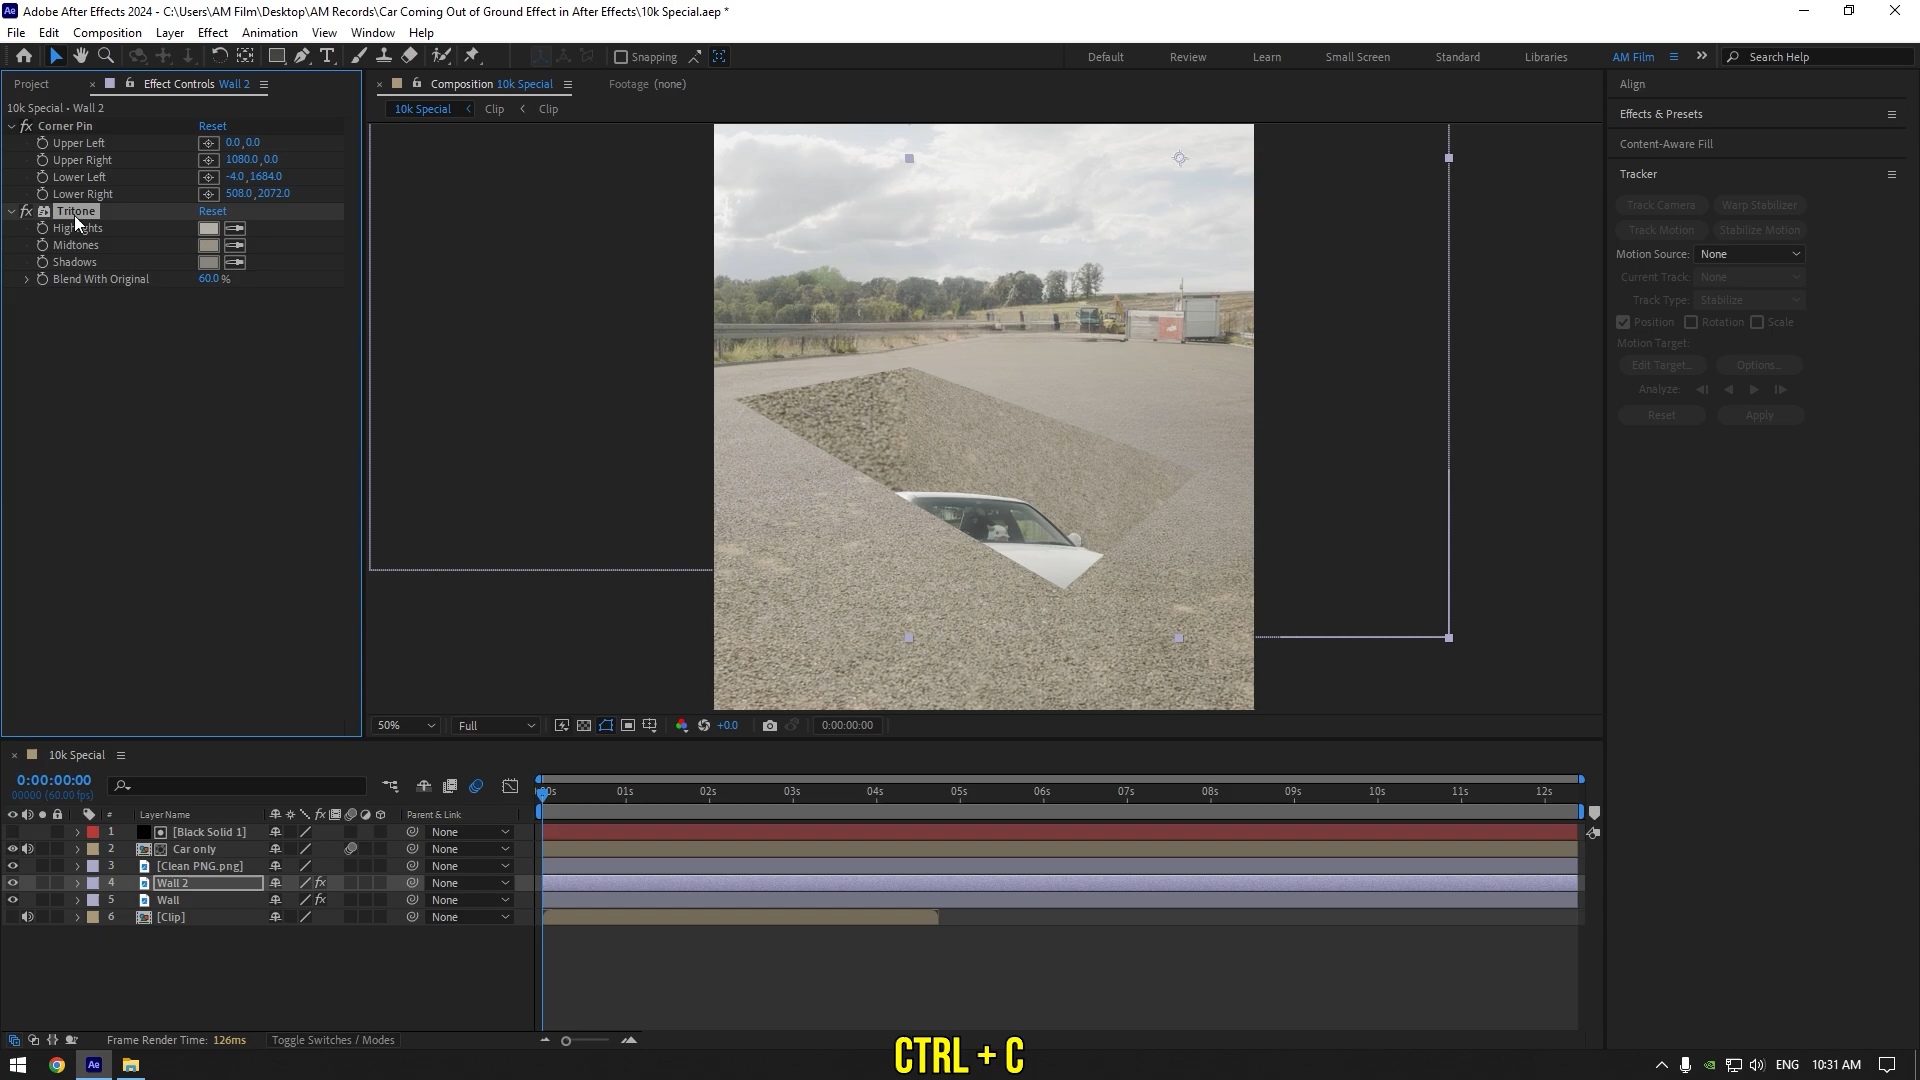 Adobe After Effects 2024 - C:\Users\AM Film\Desktop\AM Records\Car Coming Out of Ground Effect in After Effects\10k Special.aep *
File Edit Composition Layer Effect Animation View Window Help
Snapping Default Review Learn Small Screen Standard Libraries AM Film Search Help
Project Effect Controls Wall 2 Composition 10k Special Footage (none) Align
10k Special • Wall 2
10k Special Clip Clip
Effects & Presets
fx Corner Pin Reset
Upper Left 0.0,0.0
Content-Aware Fill
Upper Right 1080.0,0.0
Lower Left -4.0,1684.0
Tracker
Lower Right 508.0,2072.0
Track Camera Warp Stabilizer
fx Tritone Reset
Highlights
Track Motion Stabilize Motion
Midtones
Motion Source: None
Shadows
Current Track: None
Blend With Original 60.0 %
Track Type: Stabilize
Position Rotation Scale
Motion Target:
Edit Target... Options...
Analyze:
Reset Apply
50% Full +0.0 0:00:00:00
10k Special
0:00:00:00
00000 (60.00 fps)
00s 01s 02s 03s 04s 05s 06s 07s 08s 09s 10s 11s 12s
# Layer Name fx Parent & Link
1 [Black Solid 1] None
2 Car only None
3 [Clean PNG.png] None
4 Wall 2 fx None
5 Wall fx None
6 [Clip] None
Frame Render Time: 126ms Toggle Switches / Modes
CTRL + C
Ae ENG 10:31 AM